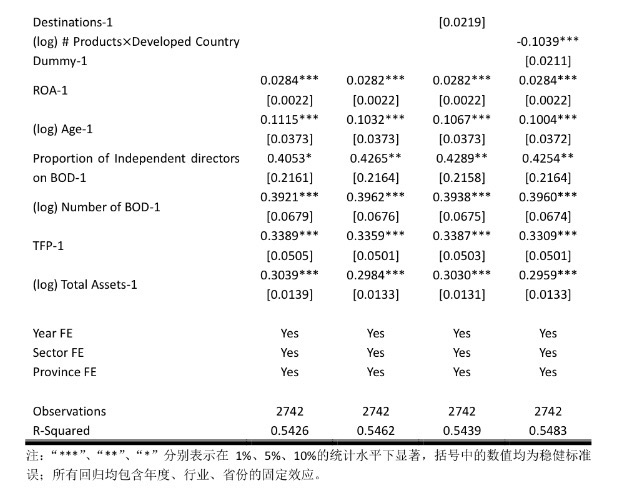 Destinations-1 [0.0219]
(log) # Products×Developed Country -0.1039***
Dummy-1 [0.0211]
ROA-1 0.0284*** 0.0282*** 0.0282*** 0.0284***
[0.0022] [0.0022] [0.0022] [0.0022]
(log) Age-1 0.1115*** 0.1032*** 0.1067*** 0.1004***
[0.0373] [0.0373] [0.0373] [0.0372]
Proportion of Independent directors 0.4053* 0.4265** 0.4289** 0.4254**
on BOD-1 [0.2161] [0.2164] [0.2158] [0.2164]
(log) Number of BOD-1 0.3921*** 0.3962*** 0.3938*** 0.3960***
[0.0679] [0.0676] [0.0675] [0.0674]
TFP-1 0.3389*** 0.3359*** 0.3387*** 0.3309***
[0.0505] [0.0501] [0.0503] [0.0501]
(log) Total Assets-1 0.3039*** 0.2984*** 0.3030*** 0.2959***
[0.0139] [0.0133] [0.0131] [0.0133]
Year FE Yes Yes Yes Yes
Sector FE Yes Yes Yes Yes
Province FE Yes Yes Yes Yes
Observations 2742 2742 2742 2742
R-Squared 0.5426 0.5462 0.5439 0.5483
注：“***”、“**”、“*”分别表示在 1%、5%、10%的统计水平下显著，括号中的数值均为稳健标准
误；所有回归均包含年度、行业、省份的固定效应。